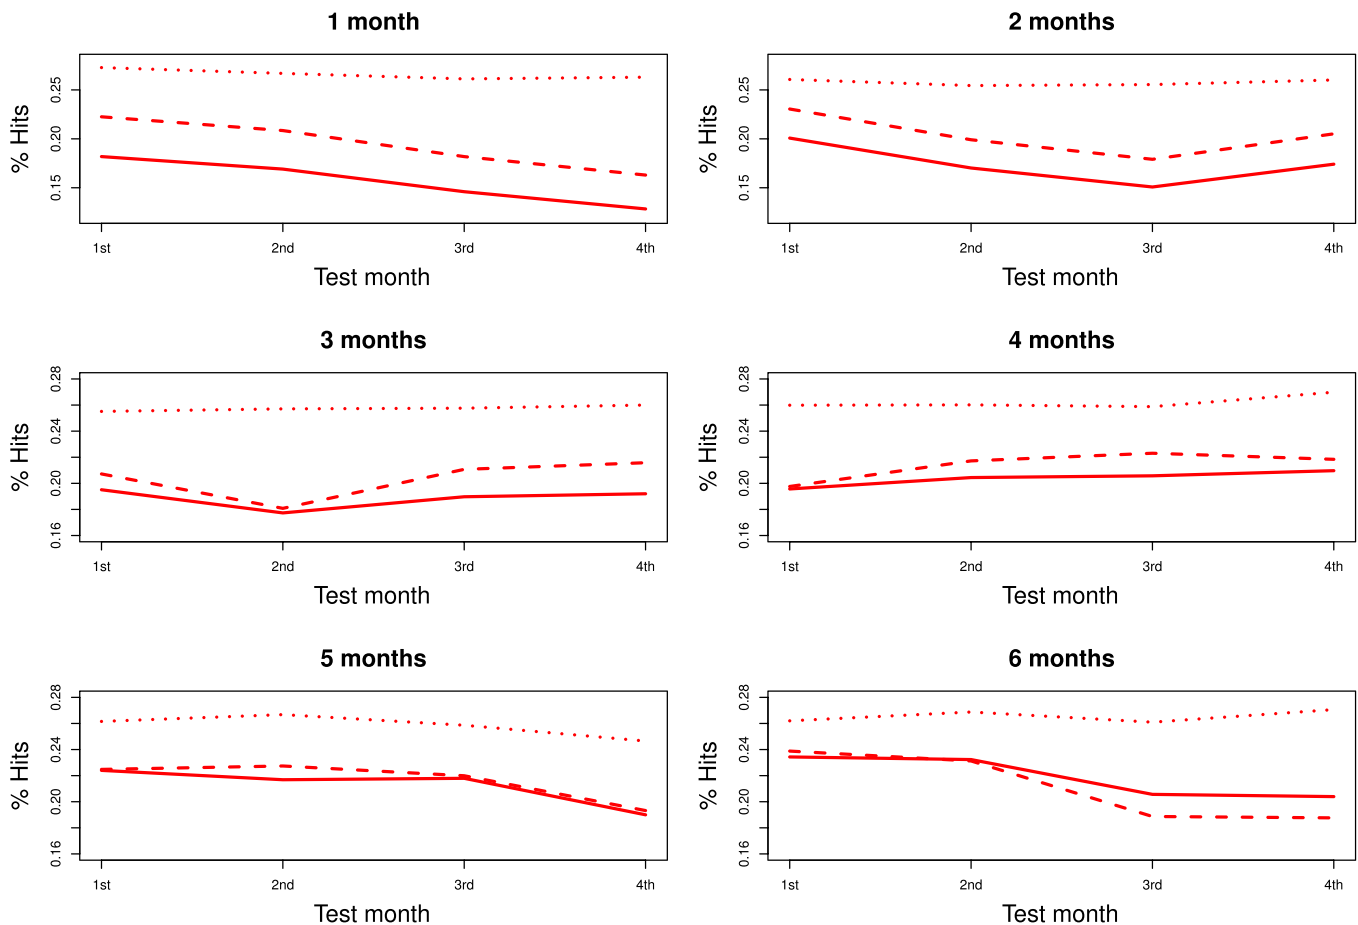 1 month
% Hits
0.25
0.20
0.15
1st 2nd 3rd 4th
Test month
2 months
% Hits
0.25
0.20
0.15
1st 2nd 3rd 4th
Test month
3 months
% Hits
0.28
0.24
0.20
0.16
1st 2nd 3rd 4th
Test month
4 months
% Hits
0.28
0.24
0.20
0.16
1st 2nd 3rd 4th
Test month
5 months
% Hits
0.28
0.24
0.20
0.16
1st 2nd 3rd 4th
Test month
6 months
% Hits
0.28
0.24
0.20
0.16
1st 2nd 3rd 4th
Test month